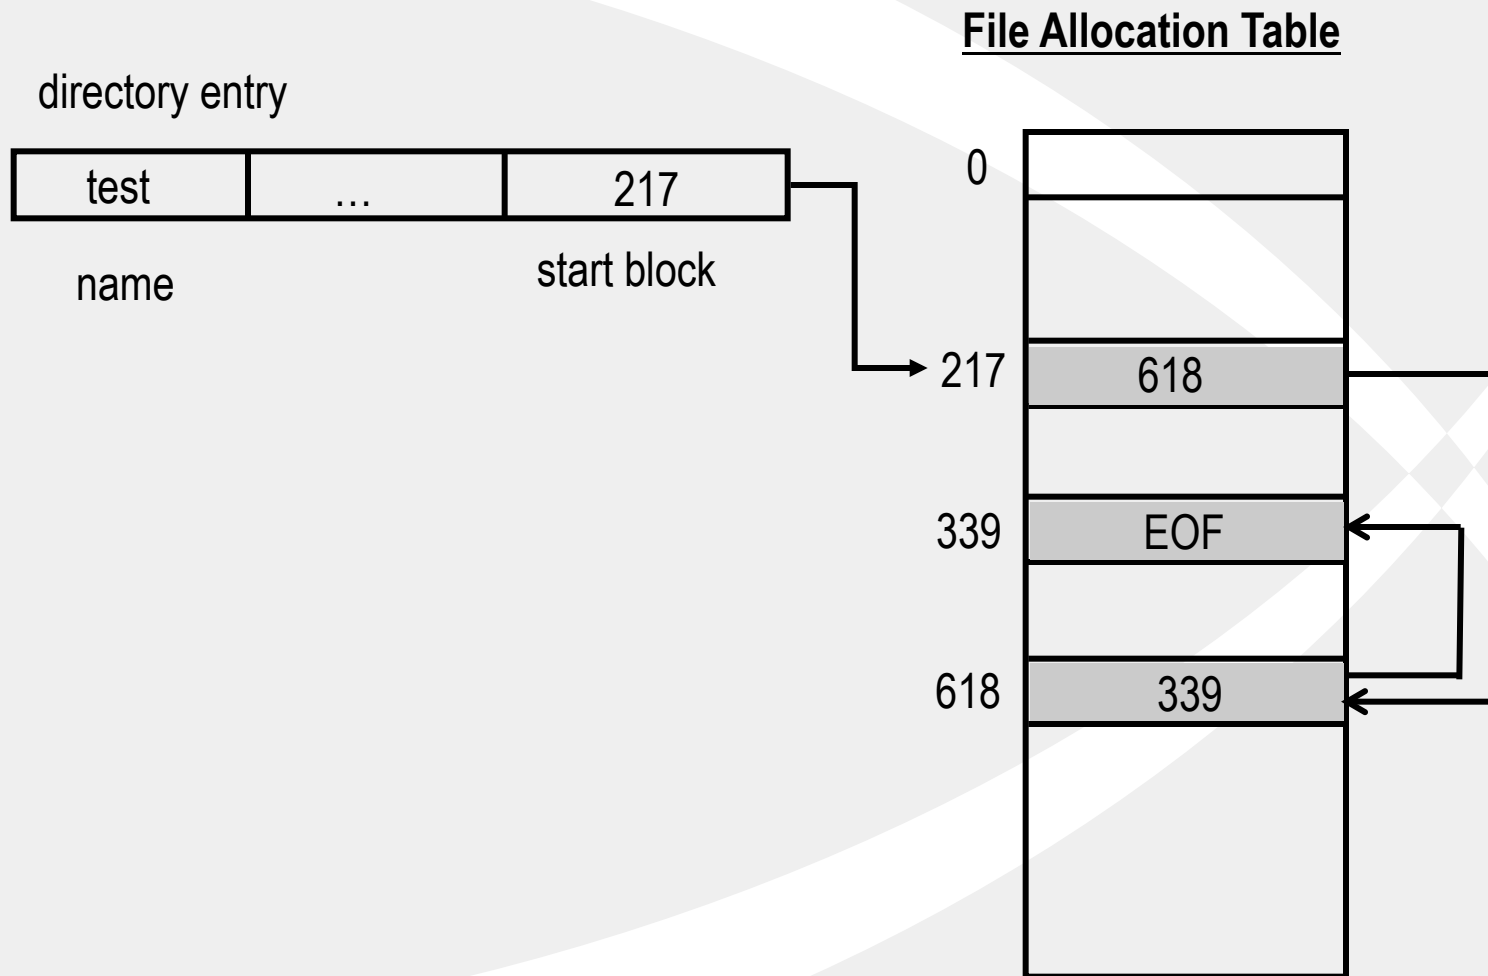 File Allocation Table
directory entry
test … 217
name start block
0
217 618
339 EOF
618 339